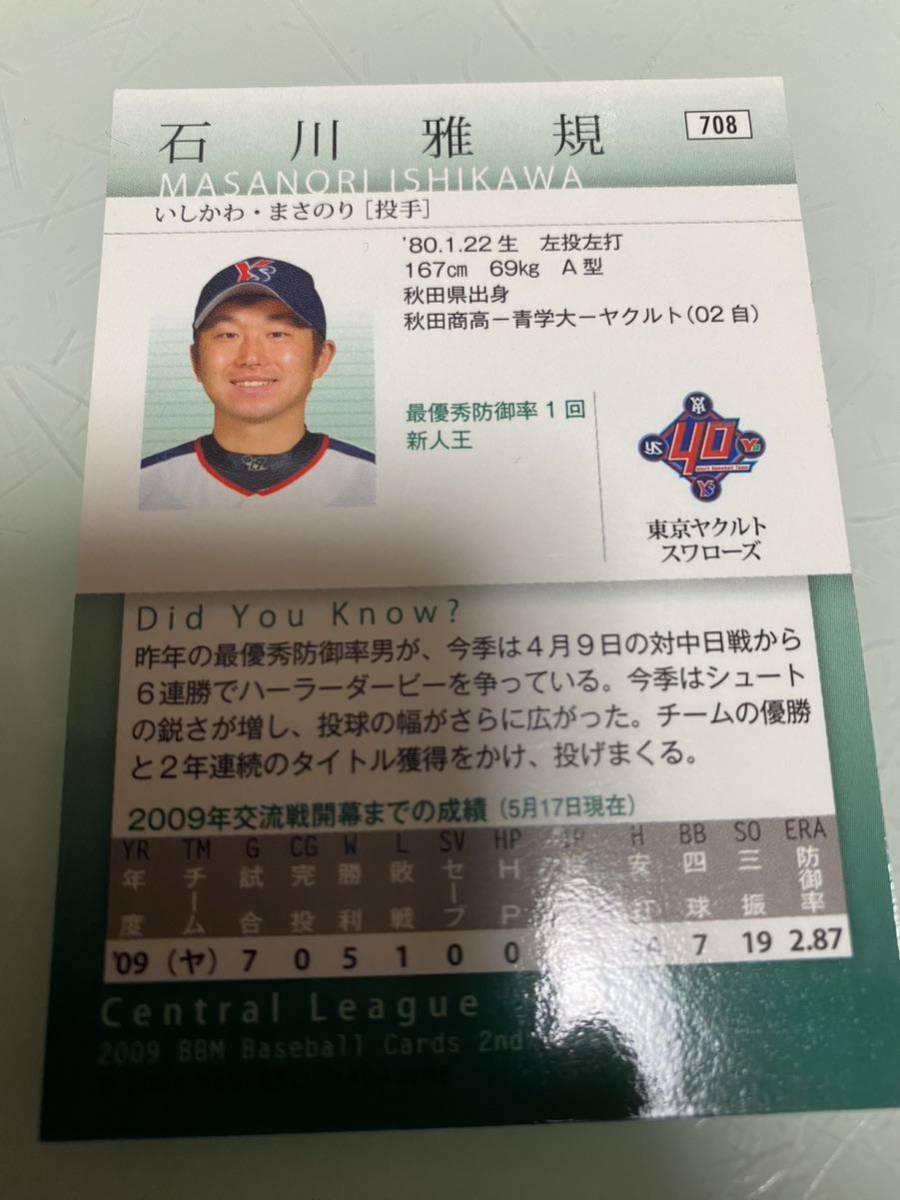 石川雅規
708
MASANORI ISHIKAWA
いしかわ・まさのり [投手]
'80.1.22生 左投左打
167㎝ 69㎏ A型
秋田県出身
秋田商高−青学大−ヤクルト(02自)
最優秀防御率1回
新人王
40
東京ヤクルト
スワローズ
Did You Know?
昨年の最優秀防御率男が、今季は4月9日の対中日戦から
6連勝でハーラーダービーを争っている。今季はシュート
の鋭さが増し、投球の幅がさらに広がった。チームの優勝
と2年連続のタイトル獲得をかけ、投げまくる。
2009年交流戦開幕までの成績(5月17日現在)
YR TM G CG W L SV HP IP H BB SO ERA
年度 チーム 試合 完投 勝利 敗戦 セーブ HP 安打 四球 三振 防御率
'09 (ヤ) 7 0 5 1 0 0 7 19 2.87
Central League
2009 BBM Baseball Cards 2nd